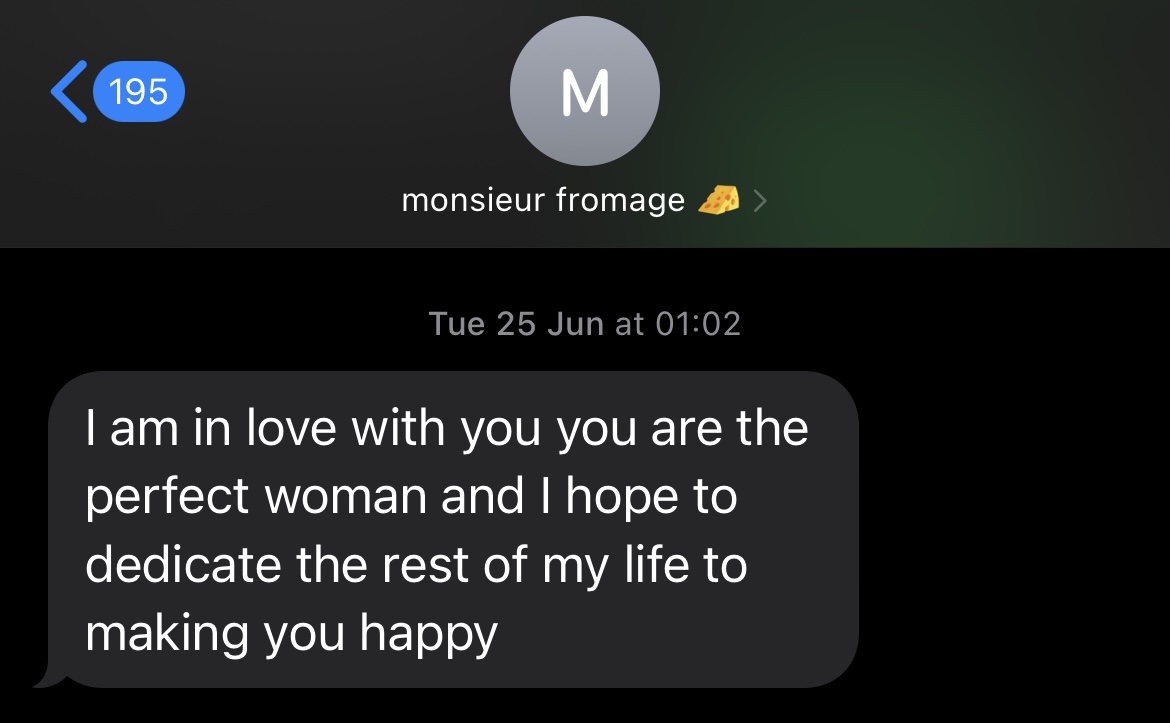 195
M
monsieur fromage 🧀
Tue 25 Jun at 01:02
I am in love with you you are the
perfect woman and I hope to
dedicate the rest of my life to
making you happy